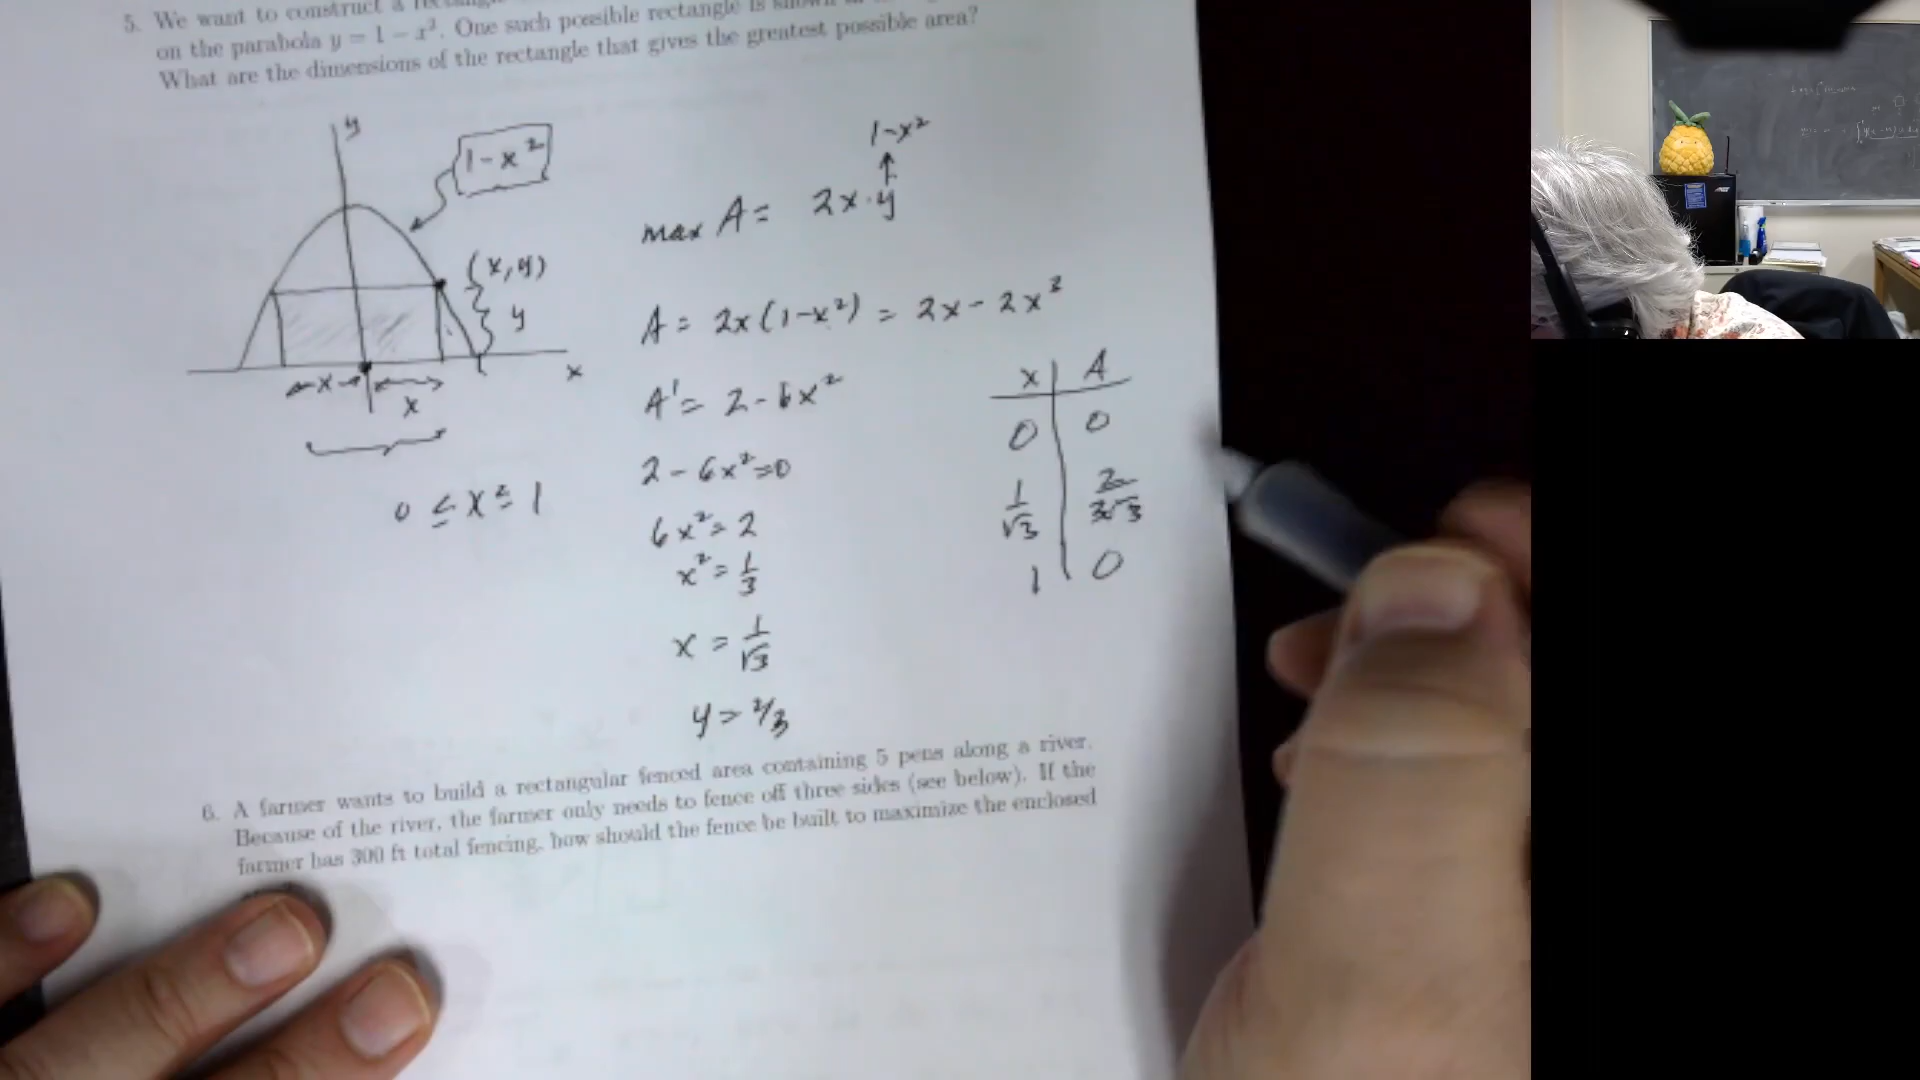 5. We want to construct a
on the parabola y = 1 − x². One such possible rectangle is shown
What are the dimensions of the rectangle that gives the greatest possible area?
y
1 - x²
(x, y)
y
x
x
x
0 ≤ x ≤ 1
1-x²
max A = 2x·y
A = 2x(1-x²) = 2x - 2x³
A' = 2 - 6x²
2 - 6x² = 0
6x² = 2
x² = 1/3
x = 1/√3
y = 2/3
x | A
0 | 0
1/√3
1 | 0
6. A farmer wants to build a rectangular fenced area containing 5 pens along a river.
Because of the river, the farmer only needs to fence off three sides (see below). If the
farmer has 300 ft total fencing, how should the fence be built to maximize the enclosed